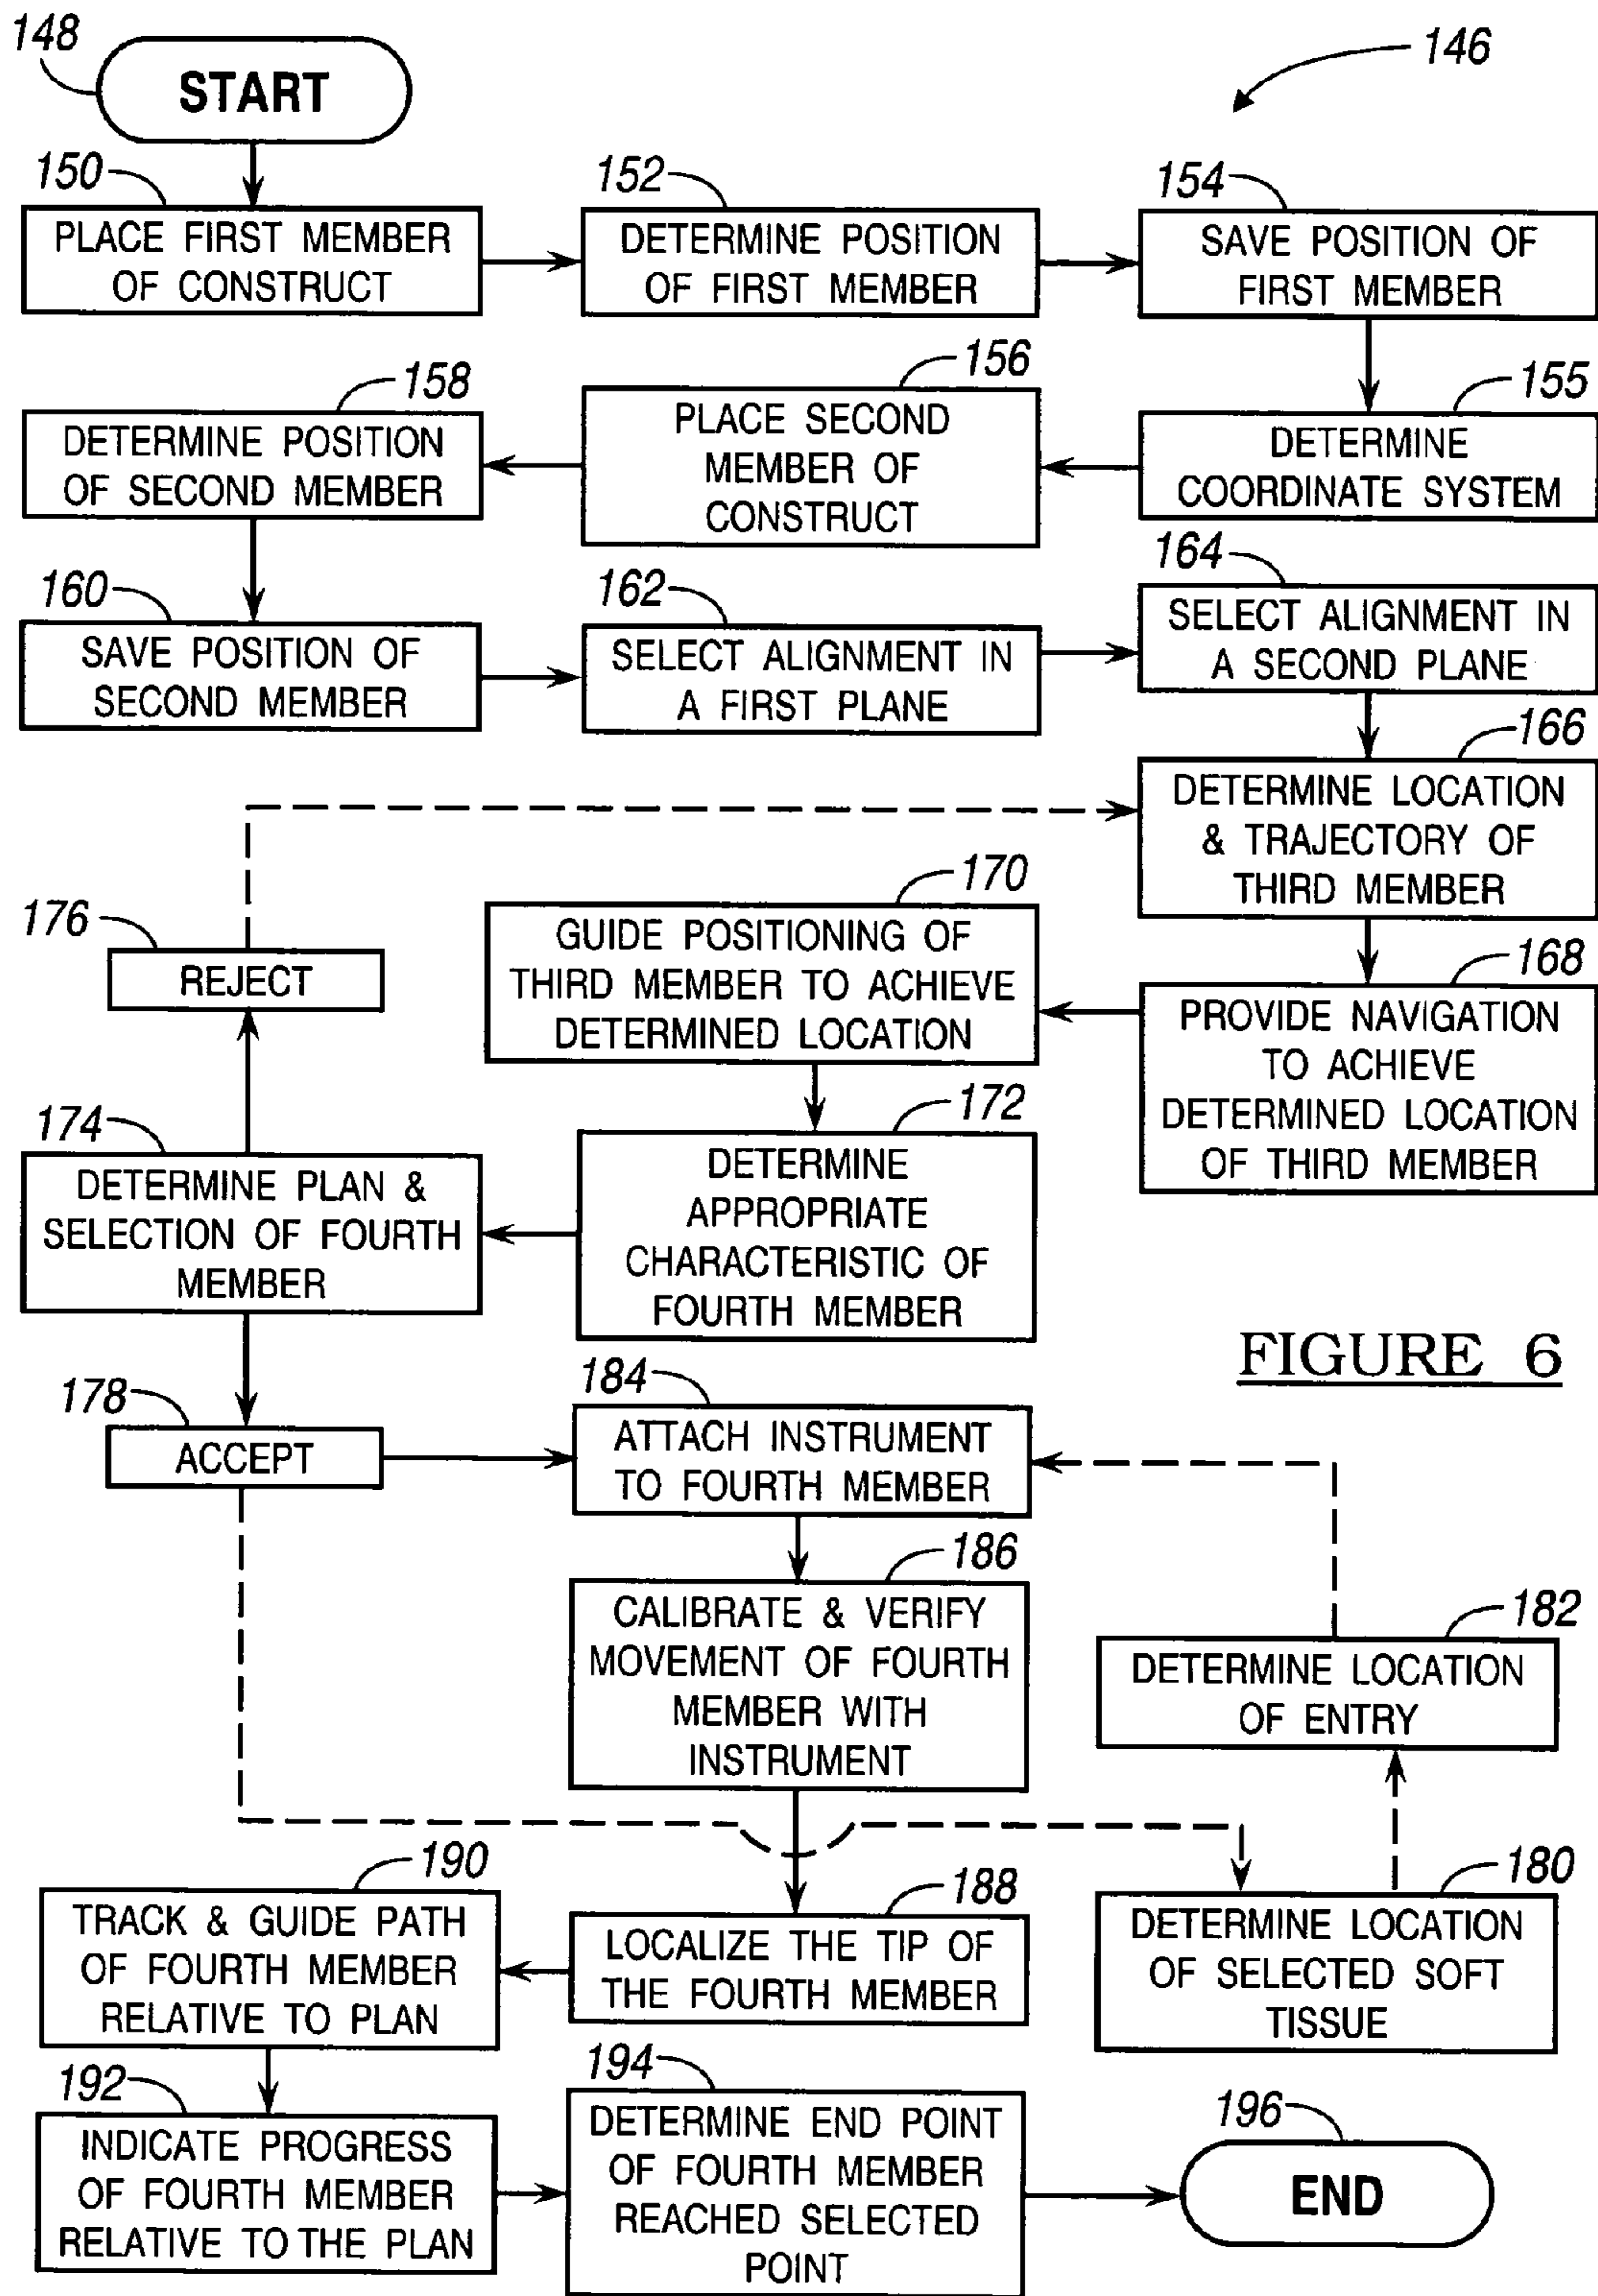 148
START
146
150
PLACE FIRST MEMBER
OF CONSTRUCT
152
DETERMINE POSITION
OF FIRST MEMBER
154
SAVE POSITION OF
FIRST MEMBER
155
DETERMINE
COORDINATE SYSTEM
156
PLACE SECOND
MEMBER OF
CONSTRUCT
158
DETERMINE POSITION
OF SECOND MEMBER
160
SAVE POSITION OF
SECOND MEMBER
162
SELECT ALIGNMENT IN
A FIRST PLANE
164
SELECT ALIGNMENT IN
A SECOND PLANE
166
DETERMINE LOCATION
& TRAJECTORY OF
THIRD MEMBER
168
PROVIDE NAVIGATION
TO ACHIEVE
DETERMINED LOCATION
OF THIRD MEMBER
170
GUIDE POSITIONING OF
THIRD MEMBER TO ACHIEVE
DETERMINED LOCATION
172
DETERMINE
APPROPRIATE
CHARACTERISTIC OF
FOURTH MEMBER
174
DETERMINE PLAN &
SELECTION OF FOURTH
MEMBER
176
REJECT
178
ACCEPT
FIGURE 6
184
ATTACH INSTRUMENT
TO FOURTH MEMBER
186
CALIBRATE & VERIFY
MOVEMENT OF FOURTH
MEMBER WITH
INSTRUMENT
182
DETERMINE LOCATION
OF ENTRY
180
DETERMINE LOCATION
OF SELECTED SOFT
TISSUE
188
LOCALIZE THE TIP OF
THE FOURTH MEMBER
190
TRACK & GUIDE PATH
OF FOURTH MEMBER
RELATIVE TO PLAN
192
INDICATE PROGRESS
OF FOURTH MEMBER
RELATIVE TO THE PLAN
194
DETERMINE END POINT
OF FOURTH MEMBER
REACHED SELECTED
POINT
196
END